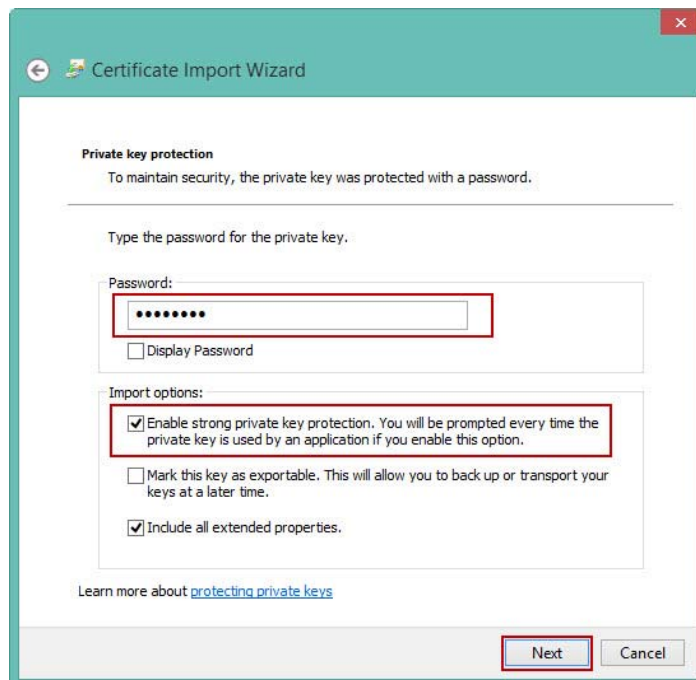 Certificate Import Wizard
Private key protection
To maintain security, the private key was protected with a password.
Type the password for the private key.
Password:
••••••••
Display Password
Import options:
Enable strong private key protection. You will be prompted every time the
private key is used by an application if you enable this option.
Mark this key as exportable. This will allow you to back up or transport your
keys at a later time.
Include all extended properties.
Learn more about protecting private keys
Next
Cancel